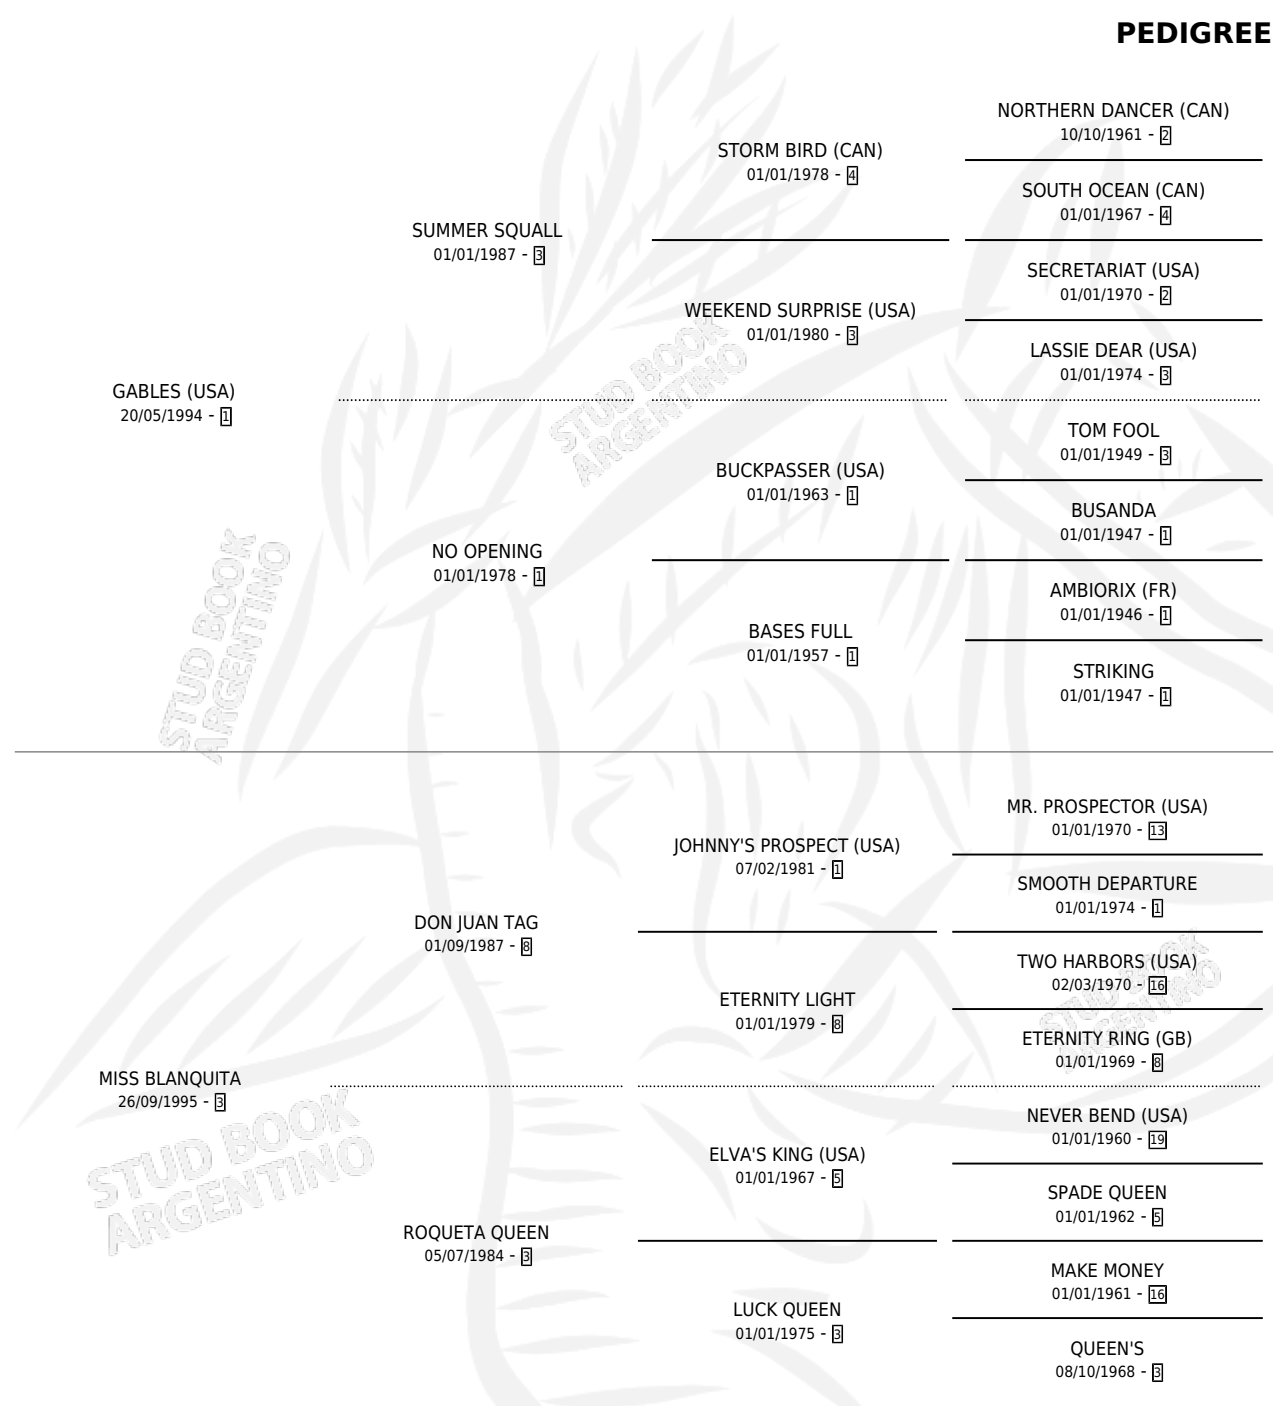 PEDIGREE
NORTHERN DANCER (CAN)
10/10/1961 - 2
STORM BIRD (CAN)
01/01/1978 - 4
SOUTH OCEAN (CAN)
01/01/1967 - 4
SUMMER SQUALL
01/01/1987 - 3
SECRETARIAT (USA)
01/01/1970 - 2
WEEKEND SURPRISE (USA)
01/01/1980 - 3
LASSIE DEAR (USA)
01/01/1974 - 3
GABLES (USA)
20/05/1994 - 1
STUD BOOK
ARGENTINO
TOM FOOL
01/01/1949 - 3
BUCKPASSER (USA)
01/01/1963 - 1
BUSANDA
01/01/1947 - 1
NO OPENING
01/01/1978 - 1
AMBIORIX (FR)
01/01/1946 - 1
BASES FULL
01/01/1957 - 1
STRIKING
01/01/1947 - 1
STUD BOOK
ARGENTINO
MR. PROSPECTOR (USA)
01/01/1970 - 13
JOHNNY'S PROSPECT (USA)
07/02/1981 - 1
SMOOTH DEPARTURE
01/01/1974 - 1
DON JUAN TAG
01/09/1987 - 8
TWO HARBORS (USA)
02/03/1970 - 16
ETERNITY LIGHT
01/01/1979 - 8
STUD BOOK
ARGENTINO
ETERNITY RING (GB)
01/01/1969 - 8
MISS BLANQUITA
26/09/1995 - 3
STUD BOOK
ARGENTINO
NEVER BEND (USA)
01/01/1960 - 19
ELVA'S KING (USA)
01/01/1967 - 5
SPADE QUEEN
01/01/1962 - 5
ROQUETA QUEEN
05/07/1984 - 3
MAKE MONEY
01/01/1961 - 16
LUCK QUEEN
01/01/1975 - 3
QUEEN'S
08/10/1968 - 3